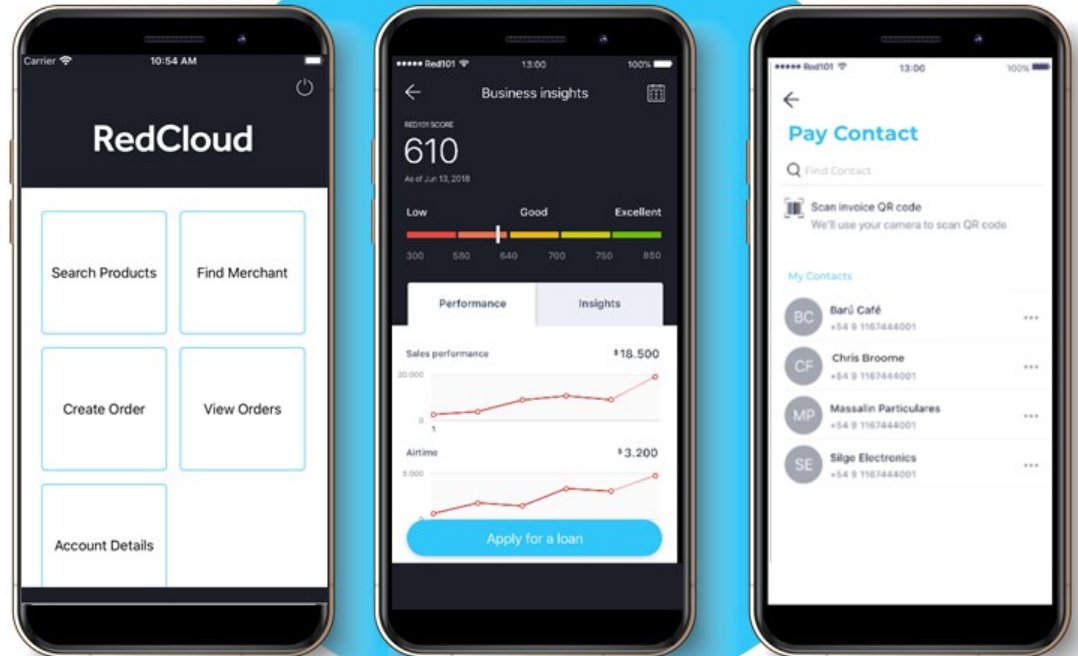 Carrier 10:54 AM
RedCloud
Search Products Find Merchant
Create Order View Orders
Account Details
Red101 13:00 100%
Business insights
RED101 SCORE
610
As of Jun 13, 2018
Low Good Excellent
300 580 640 700 750 850
Performance Insights
Sales performance $18.500
20.000
0
1
Airtime $3.200
5.000
0
Apply for a loan
Red101 13:00 100%
Pay Contact
Find Contact
Scan invoice QR code
We'll use your camera to scan QR code
My Contacts
BC Barú Café
+54 9 1167444001
CF Chris Broome
+54 9 1167444001
MP Massalin Particulares
+54 9 1167444001
SE Silge Electronics
+54 9 1167444001